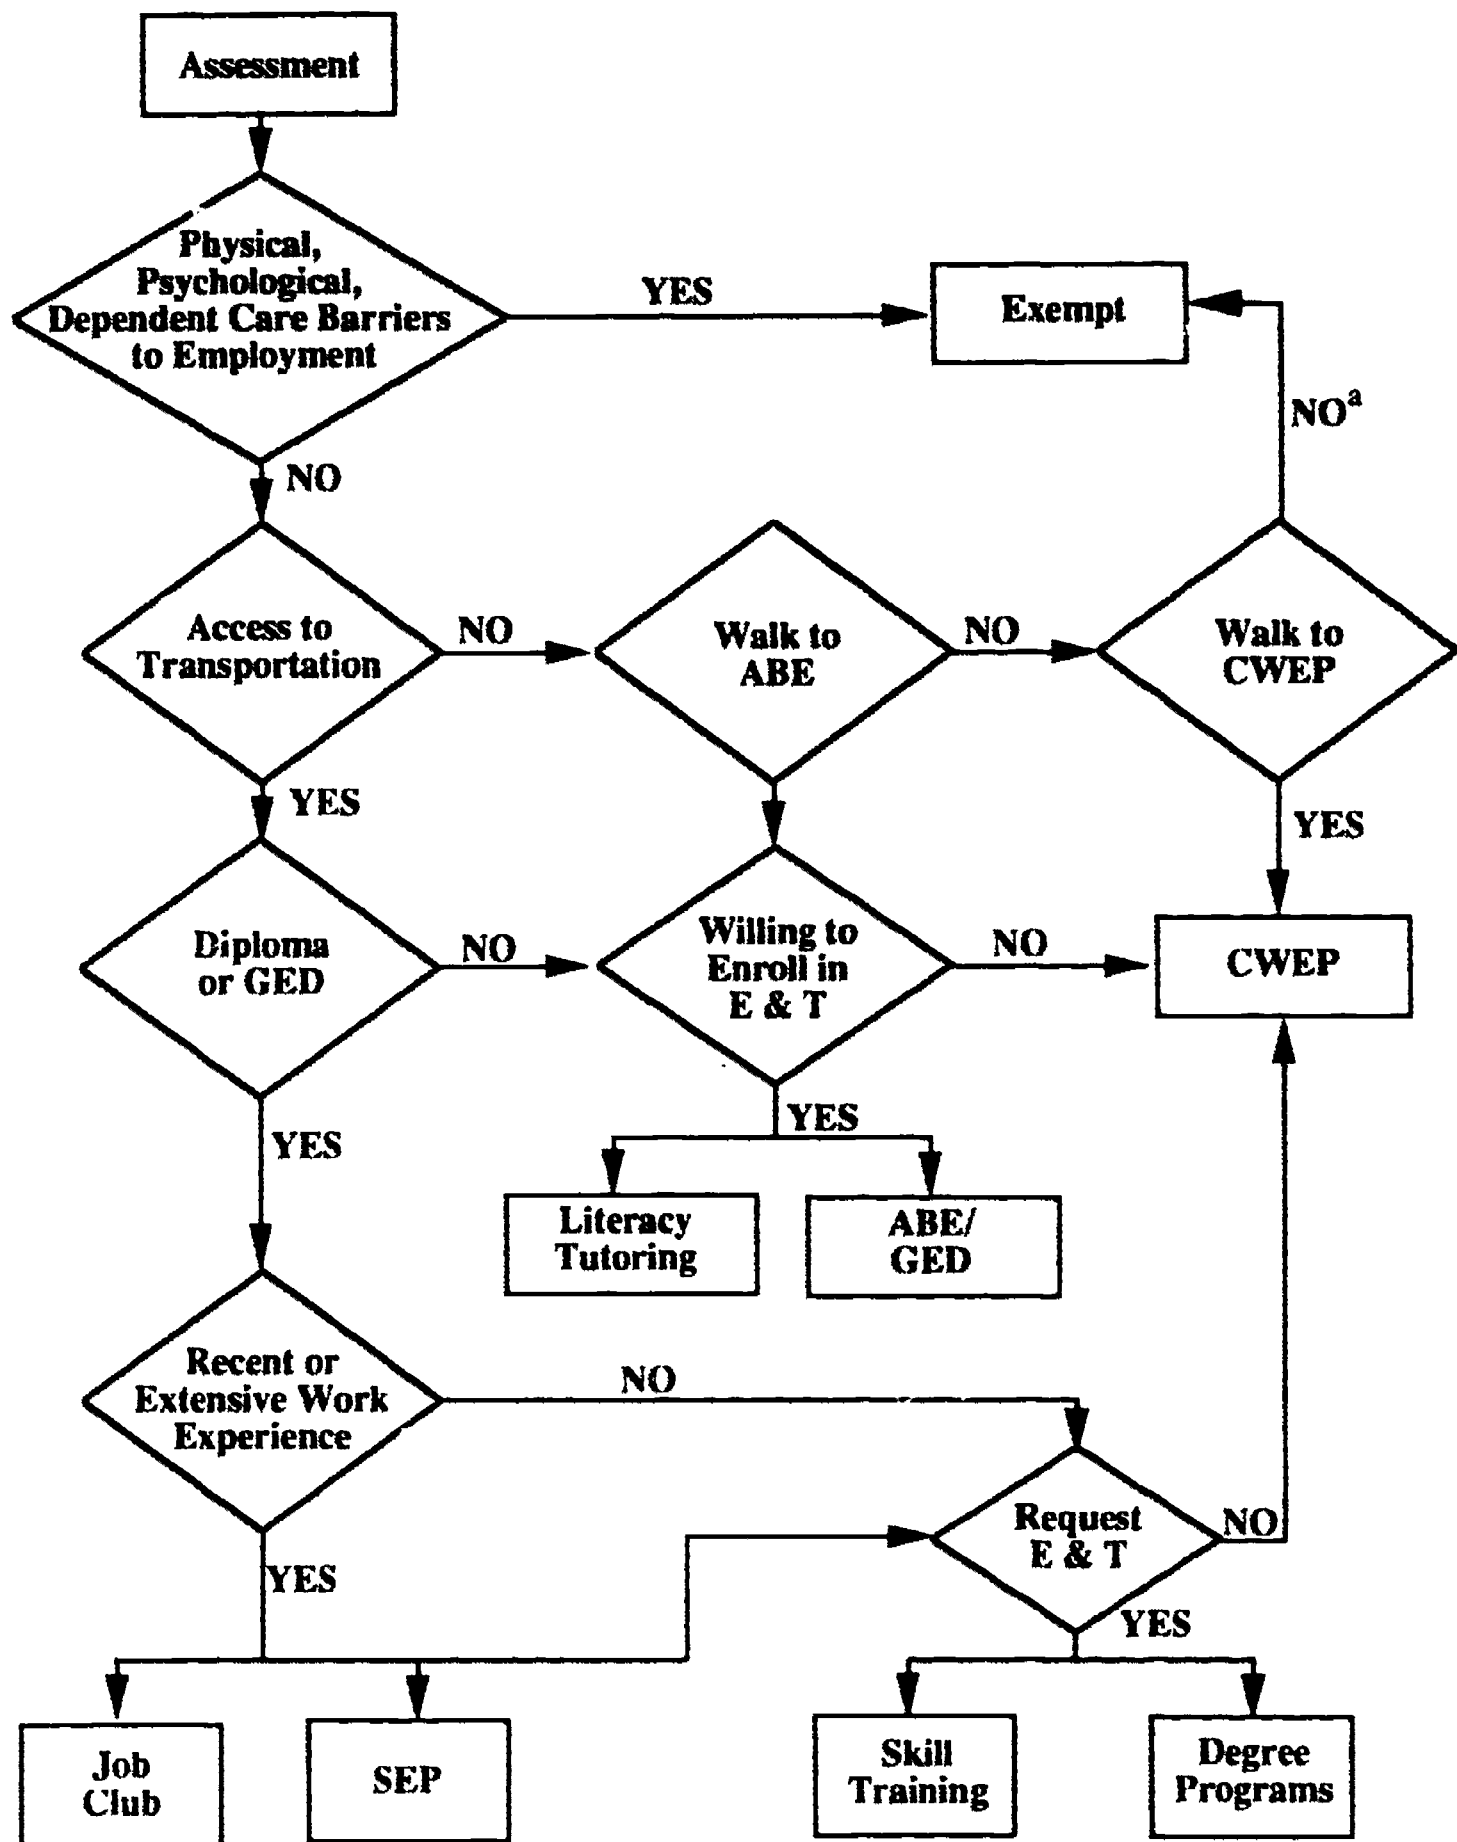 Assessment
Physical,
Psychological,
Dependent Care Barriers
to Employment
YES
Exempt
NOᵃ
NO
Access to
Transportation
NO
Walk to
ABE
NO
Walk to
CWEP
YES
YES
Diploma
or GED
NO
Willing to
Enroll in
E & T
NO
CWEP
YES
YES
Literacy
Tutoring
ABE/
GED
Recent or
Extensive Work
Experience
NO
Request
E & T
NO
YES
YES
Job
Club
SEP
Skill
Training
Degree
Programs